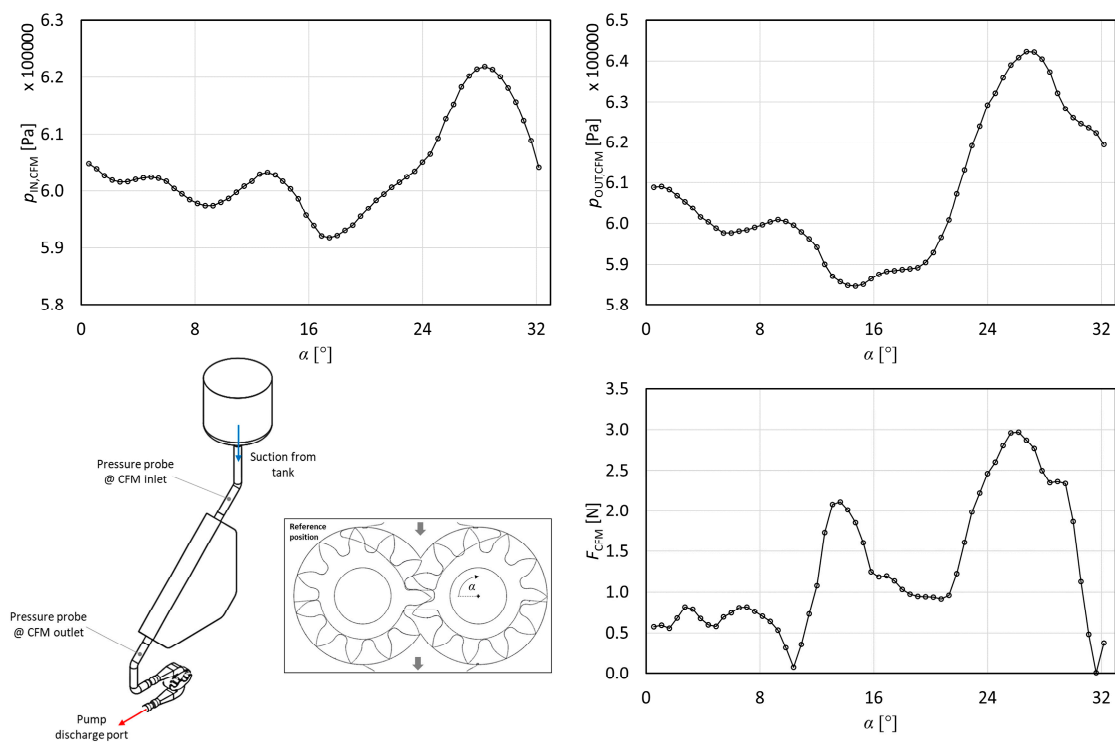 6.3
6.2
6.1
6.0
5.9
5.8
x 100000
pIN,CFM [Pa]
0 8 16 24 32
α [°]
6.5
6.4
6.3
6.2
6.1
6.0
5.9
5.8
x 100000
pOUT,CFM [Pa]
0 8 16 24 32
α [°]
Suction from
tank
Pressure probe
@ CFM inlet
Pressure probe
@ CFM outlet
Pump
discharge port
Reference
position
α
3.5
3.0
2.5
2.0
1.5
1.0
0.5
0.0
FCFM [N]
0 8 16 24 32
α [°]